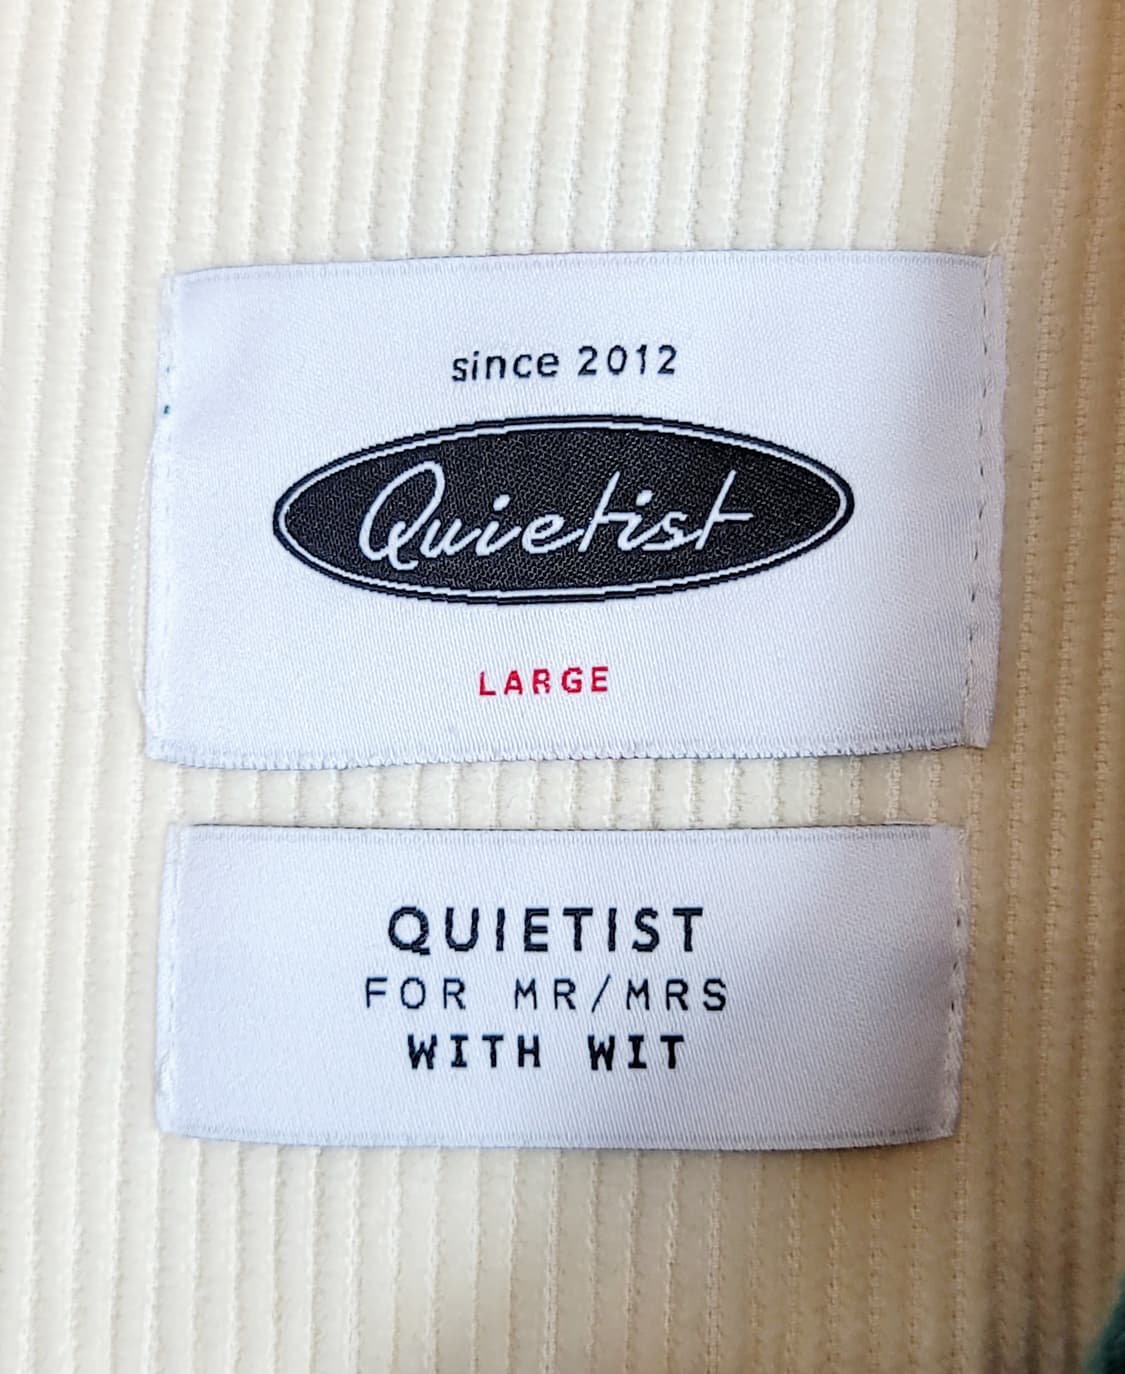 since 2012
Quietist
LARGE
QUIETIST
FOR MR/MRS
WITH WIT